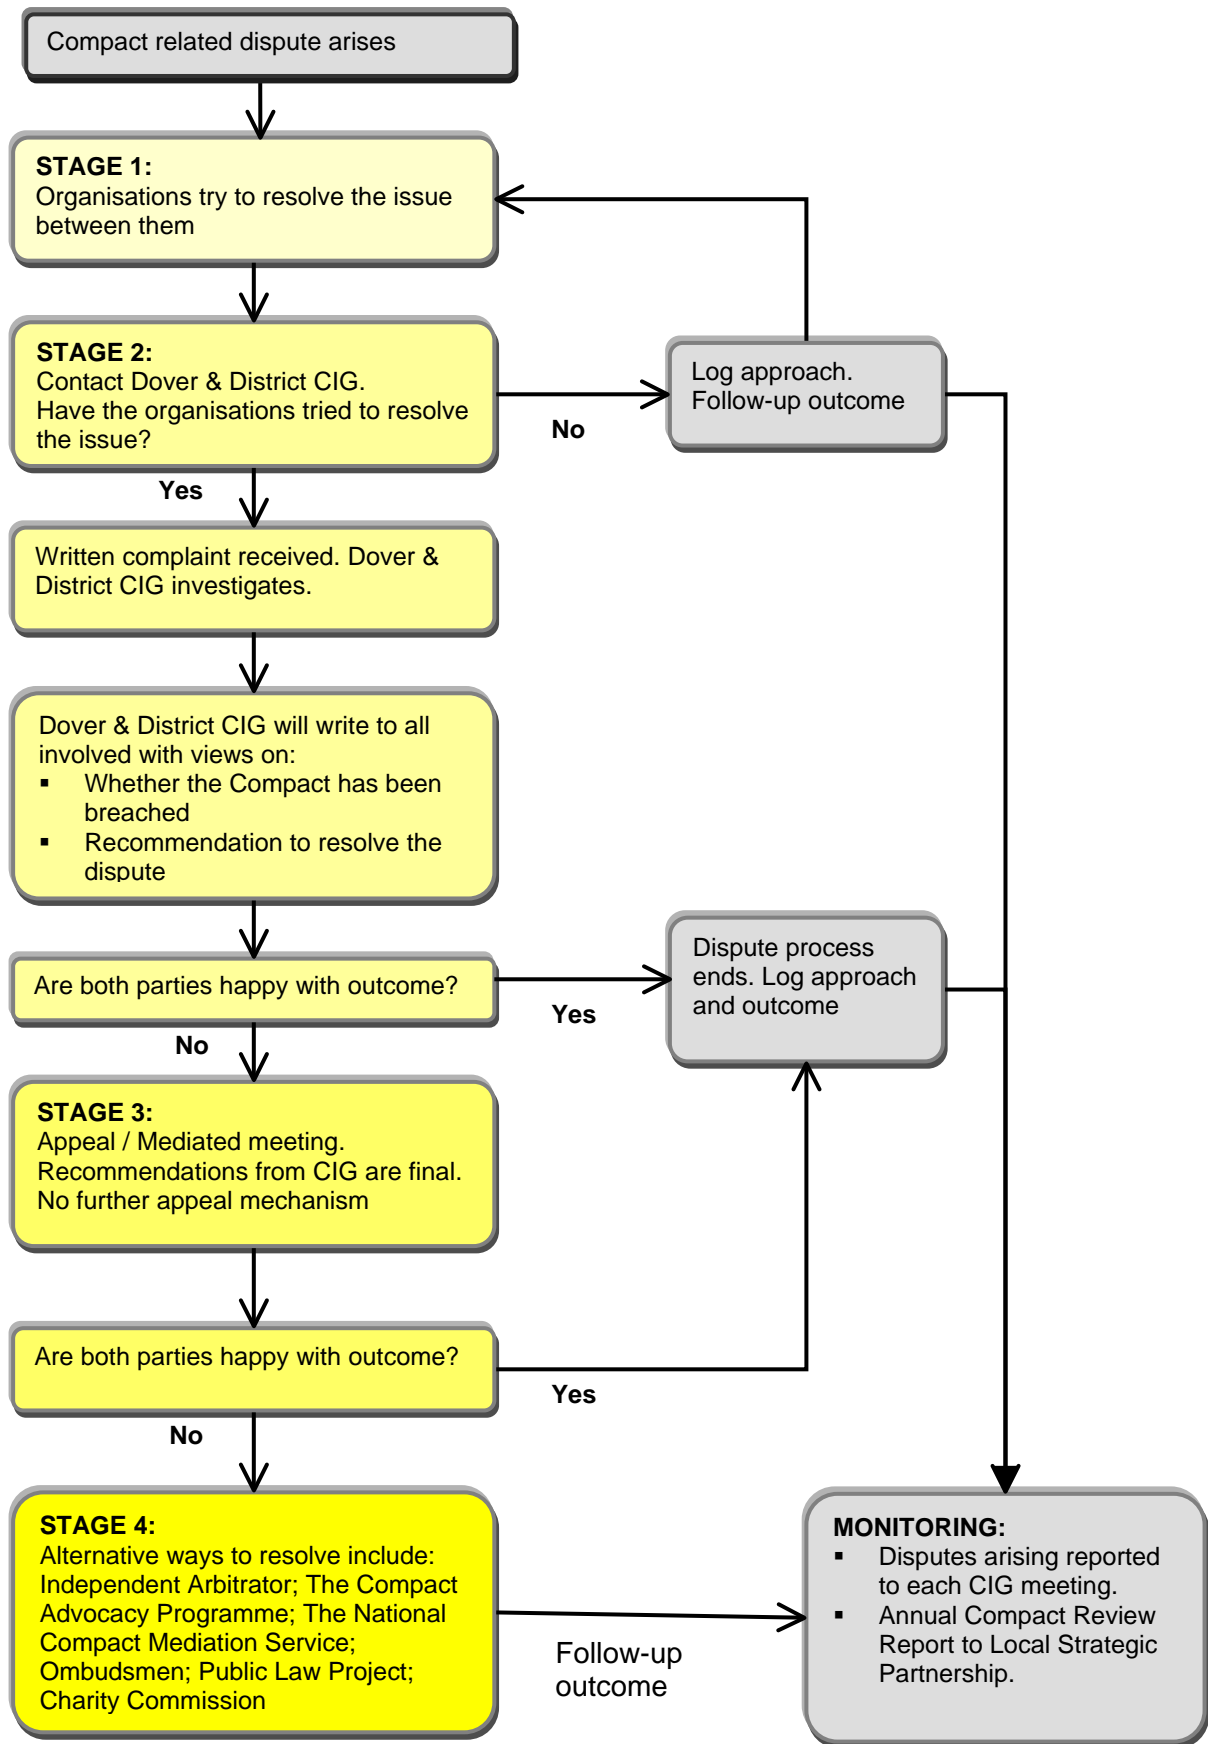 Compact related dispute arises
STAGE 1:
Organisations try to resolve the issue
between them
STAGE 2:
Contact Dover & District CIG.
Have the organisations tried to resolve
the issue?
No
Log approach.
Follow-up outcome
Yes
Written complaint received. Dover &
District CIG investigates.
Dover & District CIG will write to all
involved with views on:
▪ Whether the Compact has been
breached
▪ Recommendation to resolve the
dispute
Are both parties happy with outcome?
Yes
Dispute process
ends. Log approach
and outcome
No
STAGE 3:
Appeal / Mediated meeting.
Recommendations from CIG are final.
No further appeal mechanism
Are both parties happy with outcome?
Yes
No
STAGE 4:
Alternative ways to resolve include:
Independent Arbitrator; The Compact
Advocacy Programme; The National
Compact Mediation Service;
Ombudsmen; Public Law Project;
Charity Commission
Follow-up
outcome
MONITORING:
▪ Disputes arising reported
to each CIG meeting.
▪ Annual Compact Review
Report to Local Strategic
Partnership.